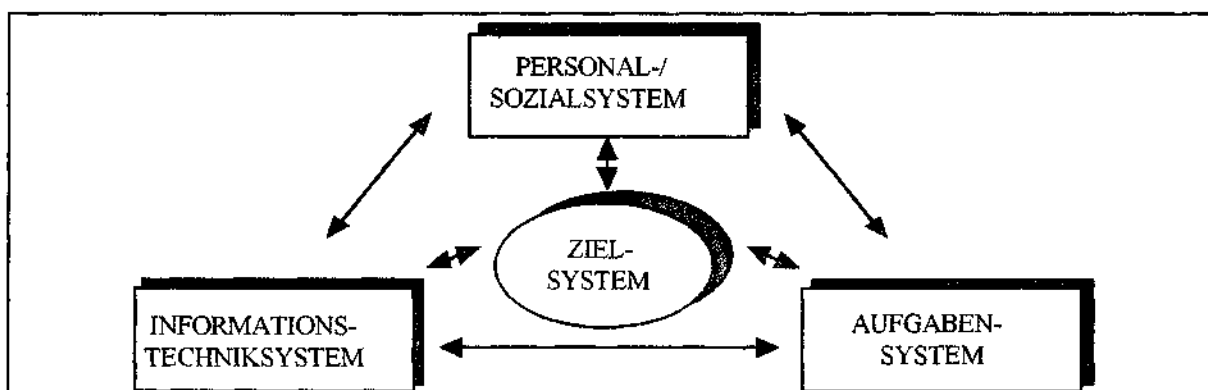 PERSONAL-/
SOZIALSYSTEM
ZIEL-
SYSTEM
INFORMATIONS-
TECHNIKSYSTEM
AUFGABEN-
SYSTEM